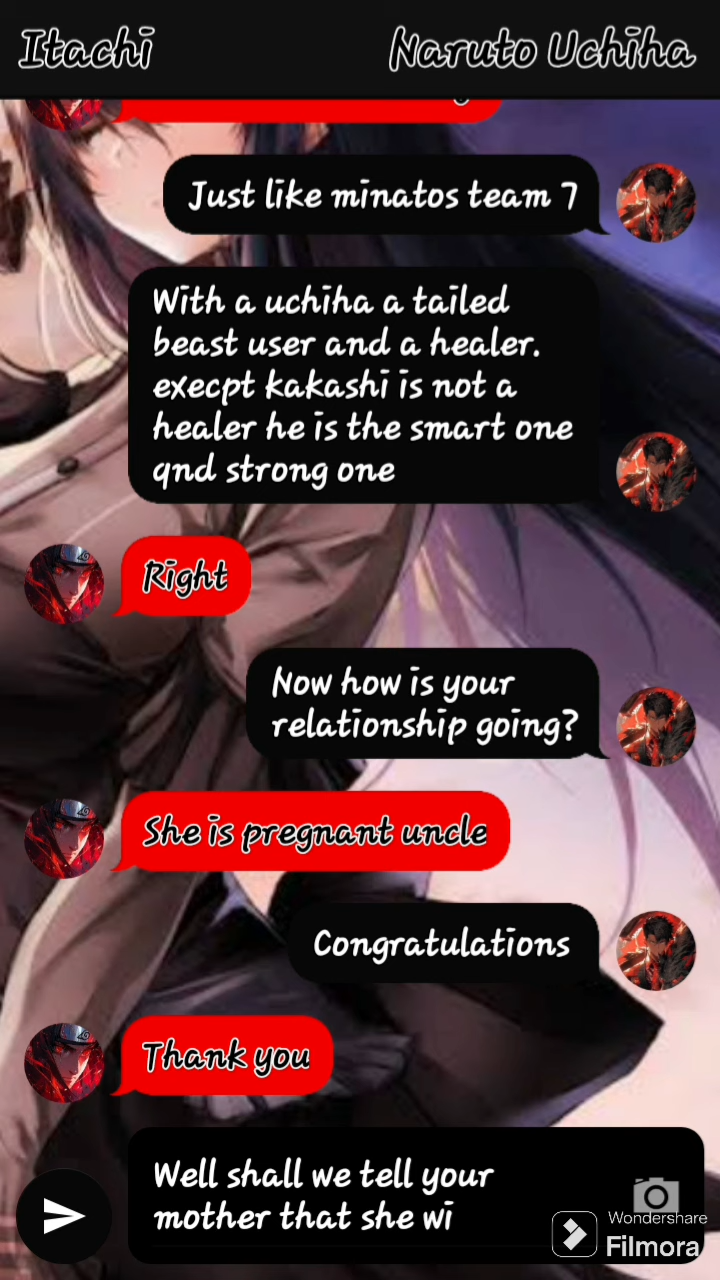 Itachi
Naruto Uchiha
Just like minatos team 7
With a uchiha a tailed
beast user and a healer.
execpt kakashi is not a
healer he is the smart one
qnd strong one
Right
Now how is your
relationship going?
She is pregnant uncle
Congratulations
Thank you
Well shall we tell your
mother that she wi
Wondershare
Filmora